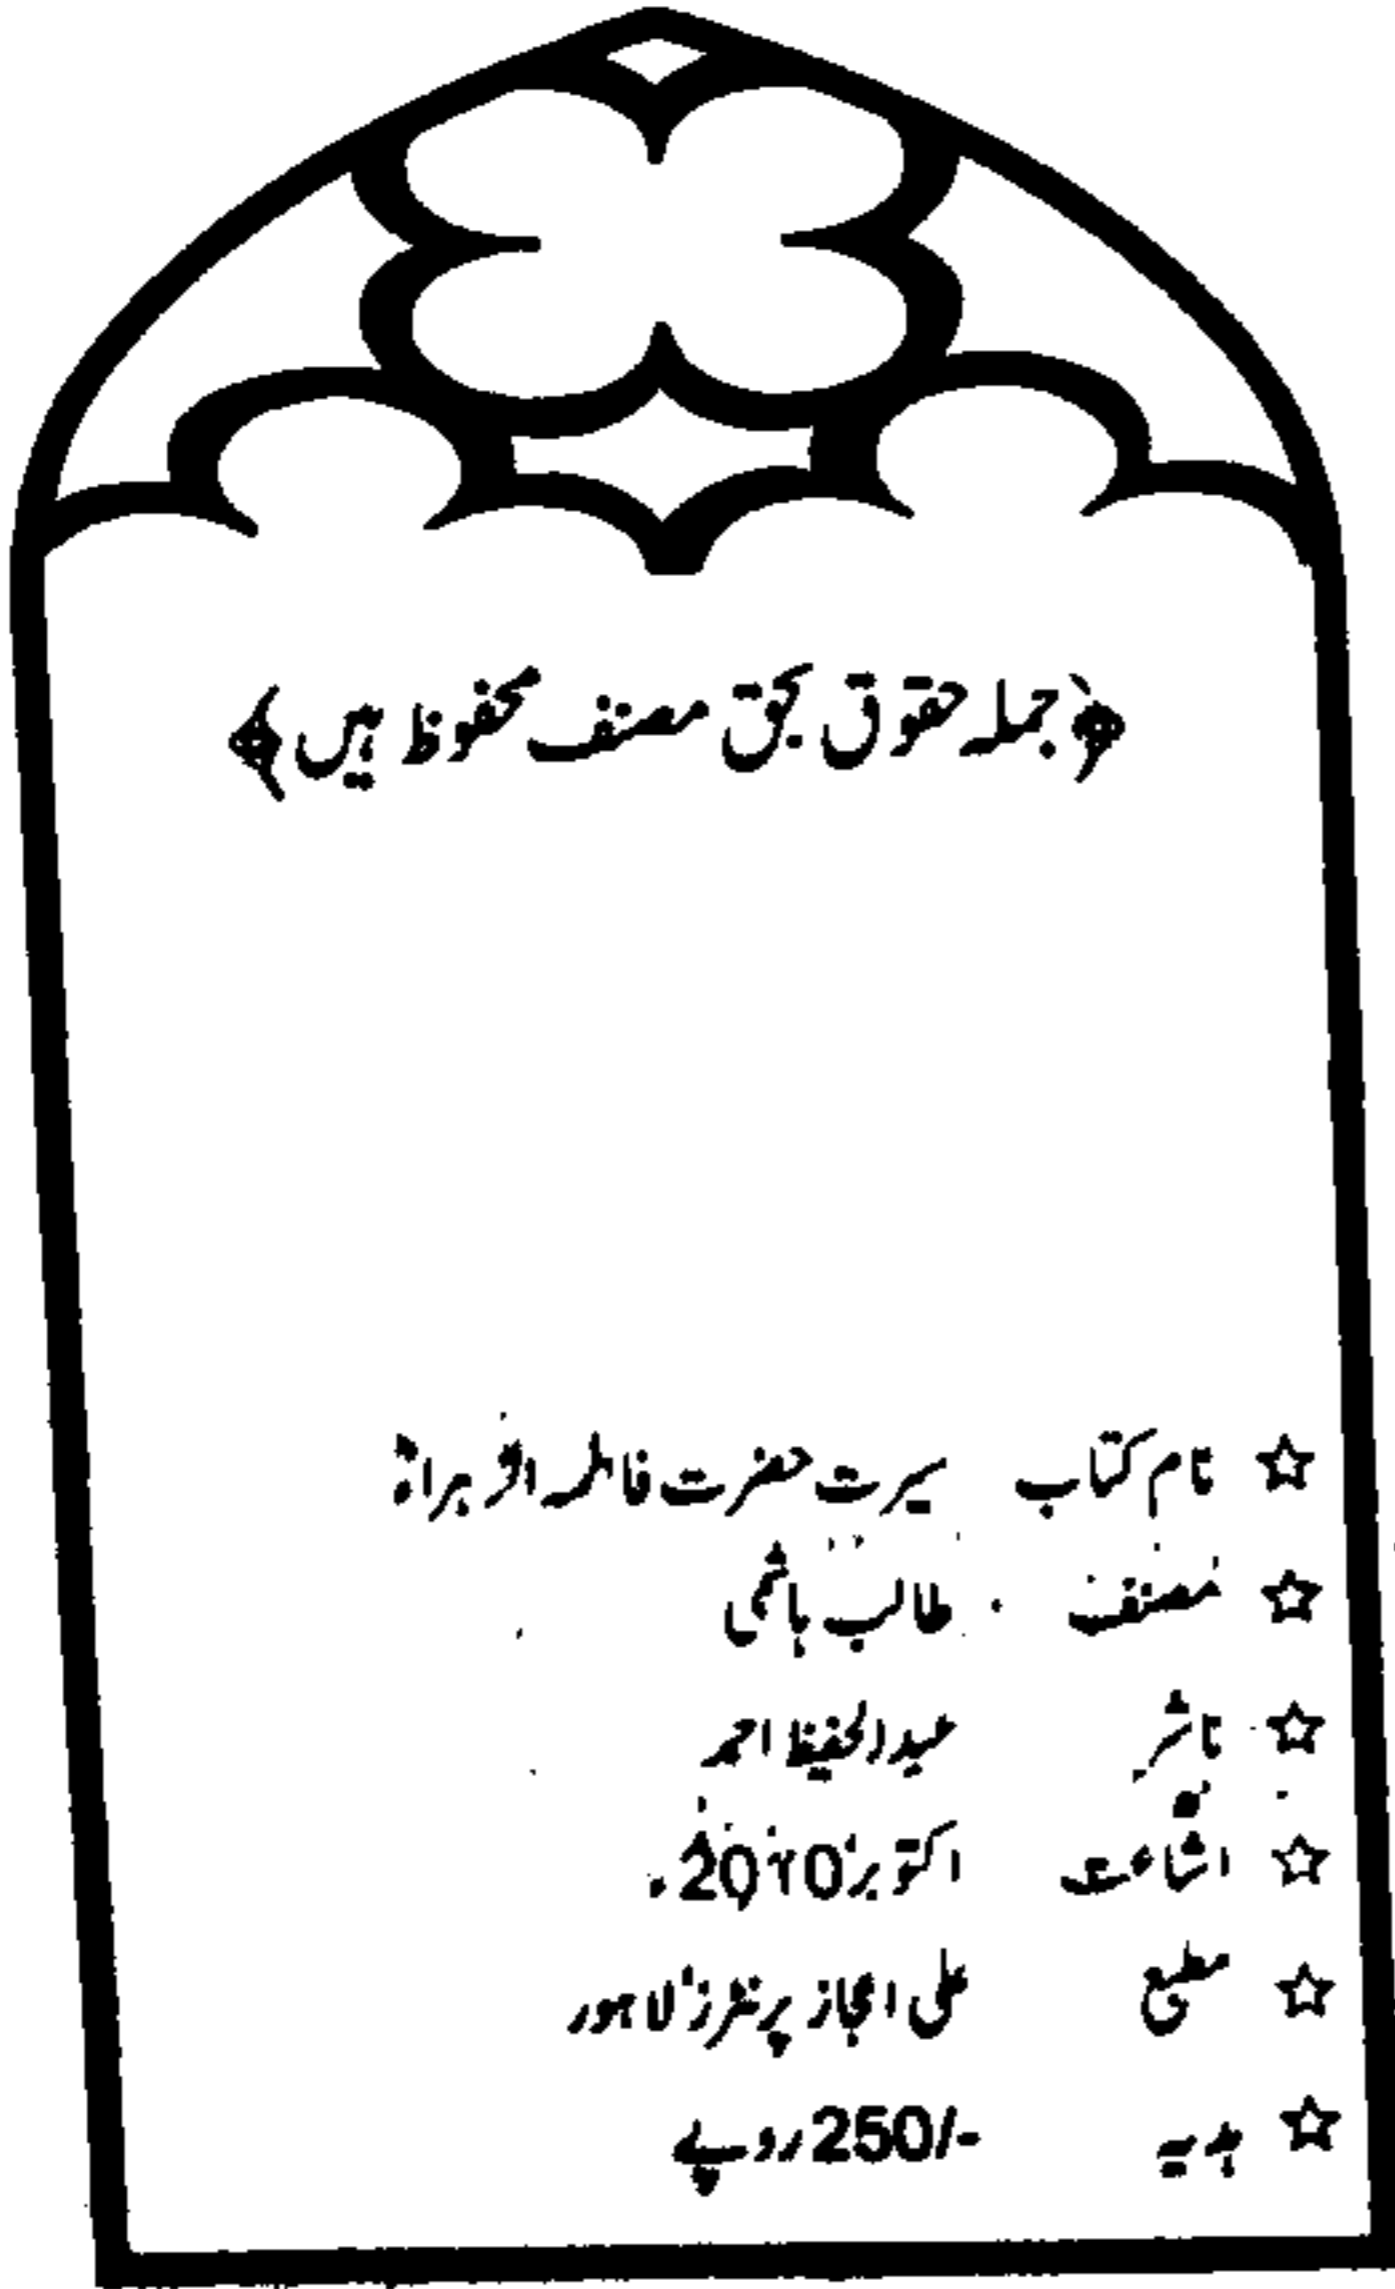 ﴿جملہ حقوق بحق مصنف محفوظ ہیں﴾
☆ نام کتاب سیرت حضرت فاطمہ الزہراؓ
☆ مصنف طالب ہاشمی
☆ ناشر عبدالحفیظ احمد
☆ اشاعت اکتوبر 2010ء
☆ مطبع علی اعجاز پرنٹرز لاہور
☆ ہدیہ 250/- روپے